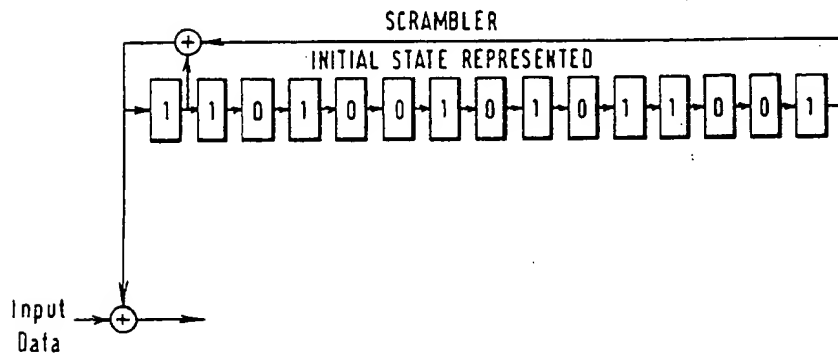 SCRAMBLER
INITIAL STATE REPRESENTED
1 1 0 1 0 0 1 0 1 0 1 1 0 0 1
Input
Data